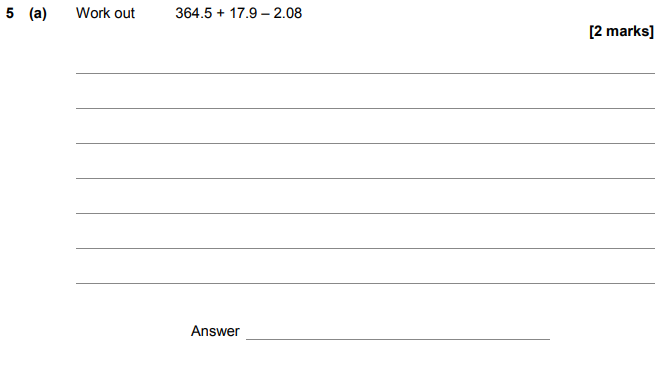 5 (a) Work out 364.5 + 17.9 – 2.08
[2 marks]
Answer